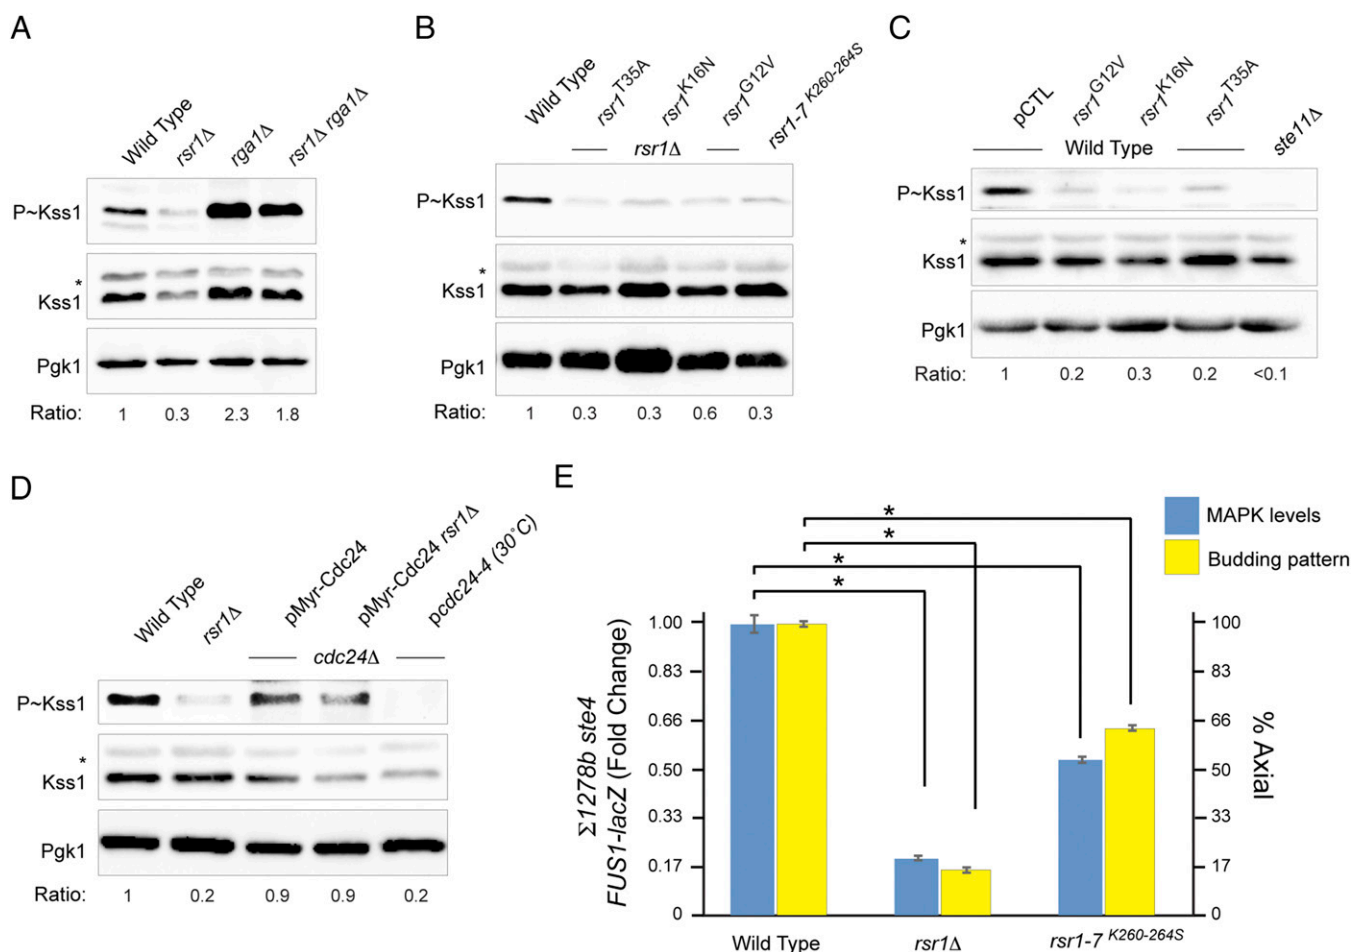 A
Wild Type
rsr1Δ
rga1Δ
rsr1Δ rga1Δ
P~Kss1
*
Kss1
Pgk1
Ratio: 1 0.3 2.3 1.8
B
Wild Type
rsr1T35A
rsr1K16N
rsr1G12V
rsr1-7 K260-264S
rsr1Δ
P~Kss1
*
Kss1
Pgk1
Ratio: 1 0.3 0.3 0.6 0.3
C
pCTL
rsr1G12V
rsr1K16N
rsr1T35A
ste11Δ
Wild Type
P~Kss1
*
Kss1
Pgk1
Ratio: 1 0.2 0.3 0.2 <0.1
D
Wild Type
rsr1Δ
pMyr-Cdc24
pMyr-Cdc24 rsr1Δ
pcdc24-4 (30˚C)
cdc24Δ
P~Kss1
*
Kss1
Pgk1
Ratio: 1 0.2 0.9 0.9 0.2
E
MAPK levels
Budding pattern
*
*
*
*
Σ1278b ste4
FUS1-lacZ (Fold Change)
1.00
0.83
0.66
0.50
0.33
0.17
0
100
83
66
50
33
17
0
% Axial
Wild Type rsr1Δ rsr1-7 K260-264S